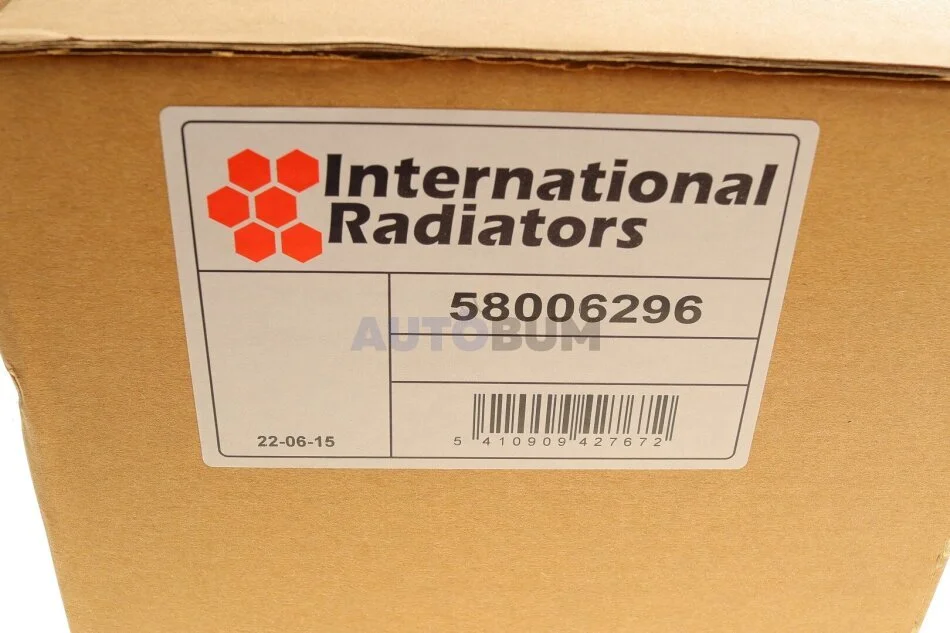 International
Radiators
58006296
AUTOBUM
22-06-15
5 410909 427672